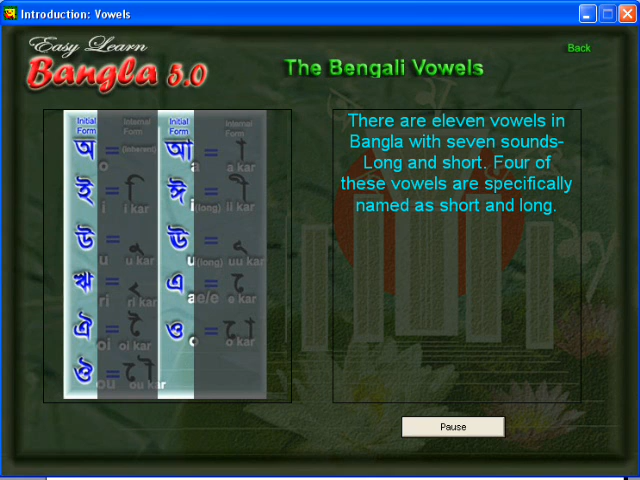 Introduction: Vowels
Easy Learn
Bangla 5.0
The Bengali Vowels
Back
Initial Form Internal Form Initial Form Internal Form
অ = (Inherent) আ = া
o a a kar
ই = ি ঈ = ী
i i kar i(long) ii kar
উ = ু ঊ = ূ
u u kar u(long) uu kar
ঋ = ৃ এ = ে
ri ri kar ae/e e kar
ঐ = ৈ ও = ো
oi oi kar o o kar
ঔ = ৌ
ou ou kar
There are eleven vowels in
Bangla with seven sounds-
Long and short. Four of
these vowels are specifically
named as short and long.
Pause